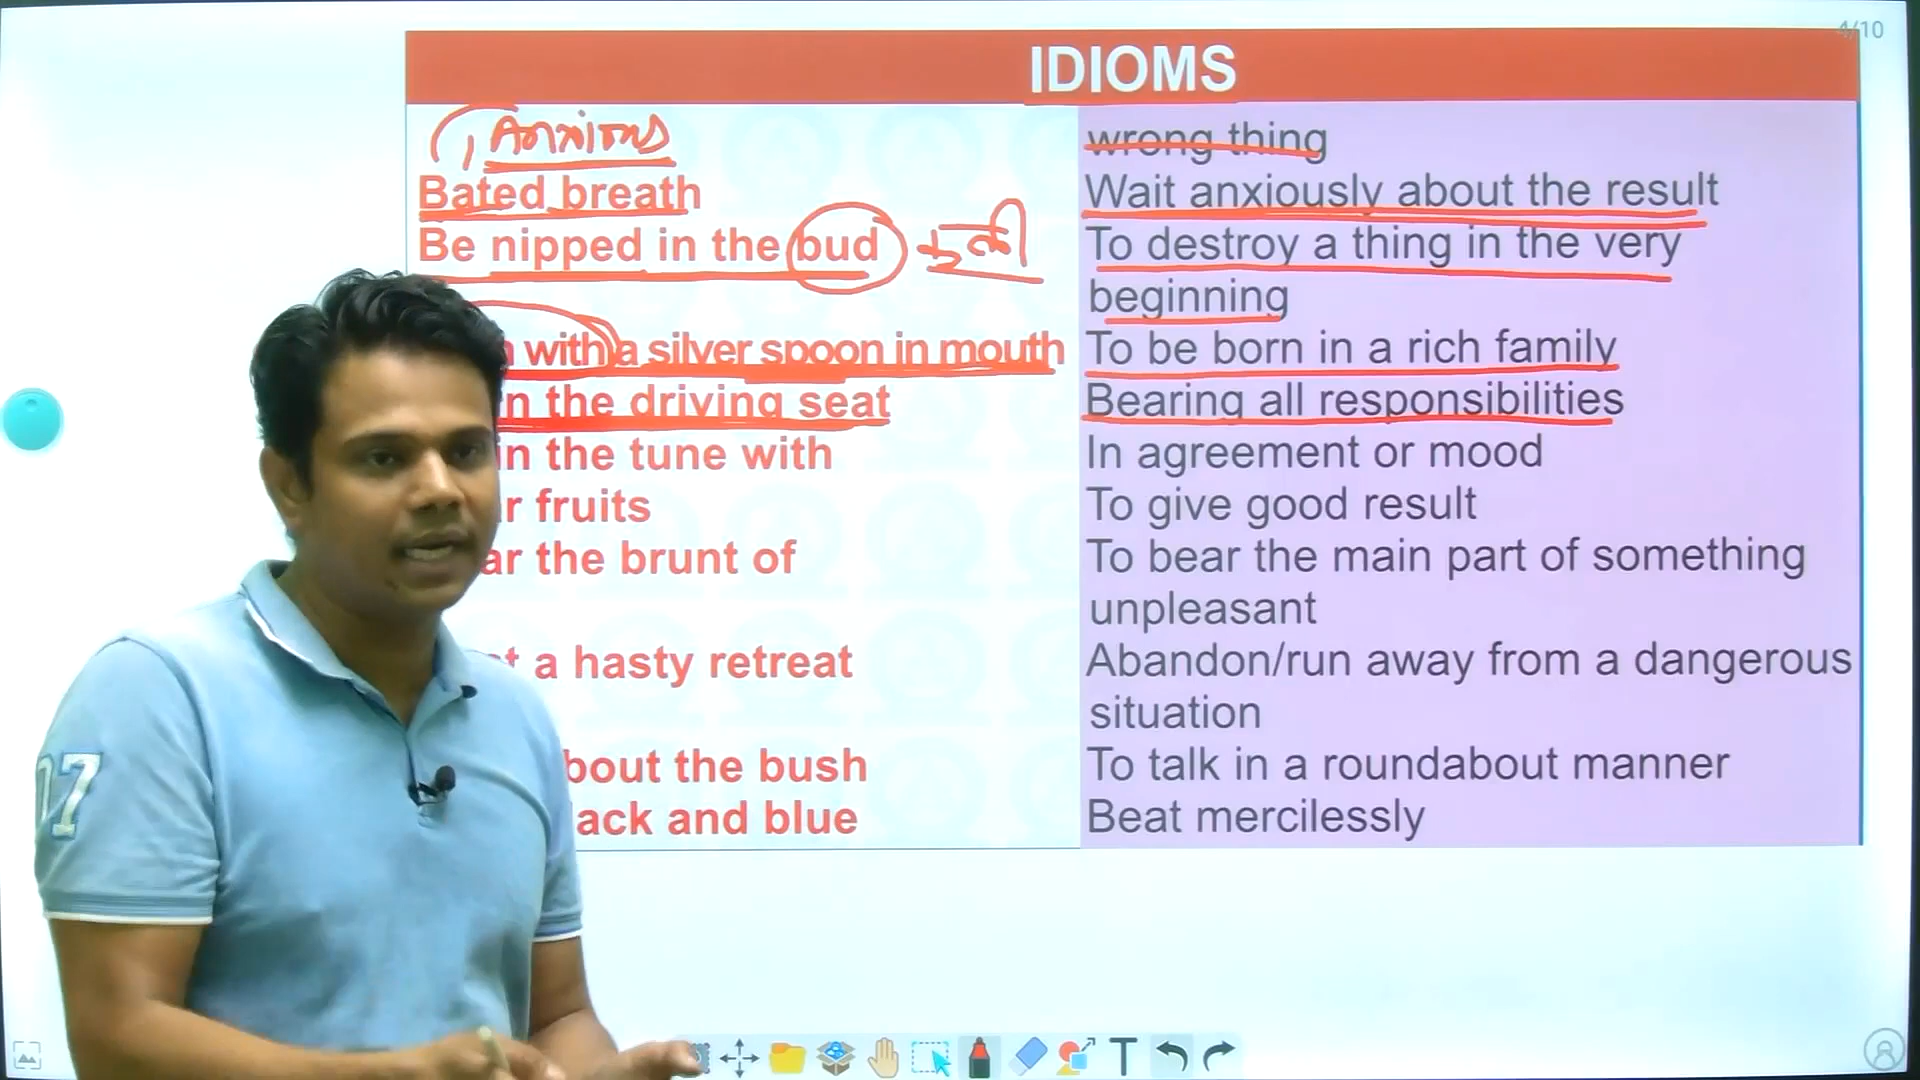 4/10
IDIOMS
Anxious
wrong thing
Bated breath
Wait anxiously about the result
Be nipped in the bud
To destroy a thing in the very
beginning
with a silver spoon in mouth
To be born in a rich family
in the driving seat
Bearing all responsibilities
in the tune with
In agreement or mood
fruits
To give good result
the brunt of
To bear the main part of something
unpleasant
a hasty retreat
Abandon/run away from a dangerous
situation
bout the bush
To talk in a roundabout manner
ack and blue
Beat mercilessly
07
T